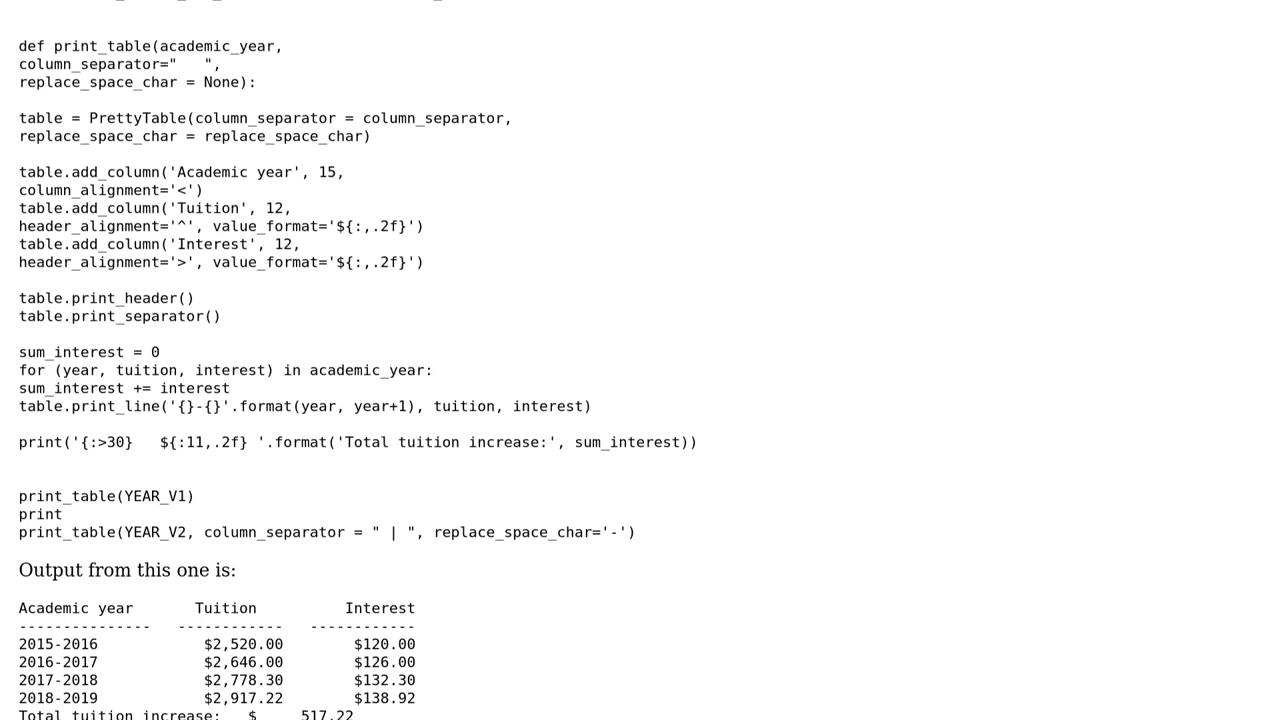 def print_table(academic_year,
column_separator="   ",
replace_space_char = None):
table = PrettyTable(column_separator = column_separator,
replace_space_char = replace_space_char)
table.add_column('Academic year', 15,
column_alignment='<')
table.add_column('Tuition', 12,
header_alignment='^', value_format='${:,.2f}')
table.add_column('Interest', 12,
header_alignment='>', value_format='${:,.2f}')
table.print_header()
table.print_separator()
sum_interest = 0
for (year, tuition, interest) in academic_year:
sum_interest += interest
table.print_line('{}-{}'.format(year, year+1), tuition, interest)
print('{:>30}   ${:11,.2f} '.format('Total tuition increase:', sum_interest))
print_table(YEAR_V1)
print
print_table(YEAR_V2, column_separator = " | ", replace_space_char='-')
Output from this one is:
Academic year       Tuition          Interest
---------------   ------------   ------------
2015-2016            $2,520.00        $120.00
2016-2017            $2,646.00        $126.00
2017-2018            $2,778.30        $132.30
2018-2019            $2,917.22        $138.92
Total tuition increase:   $     517.22